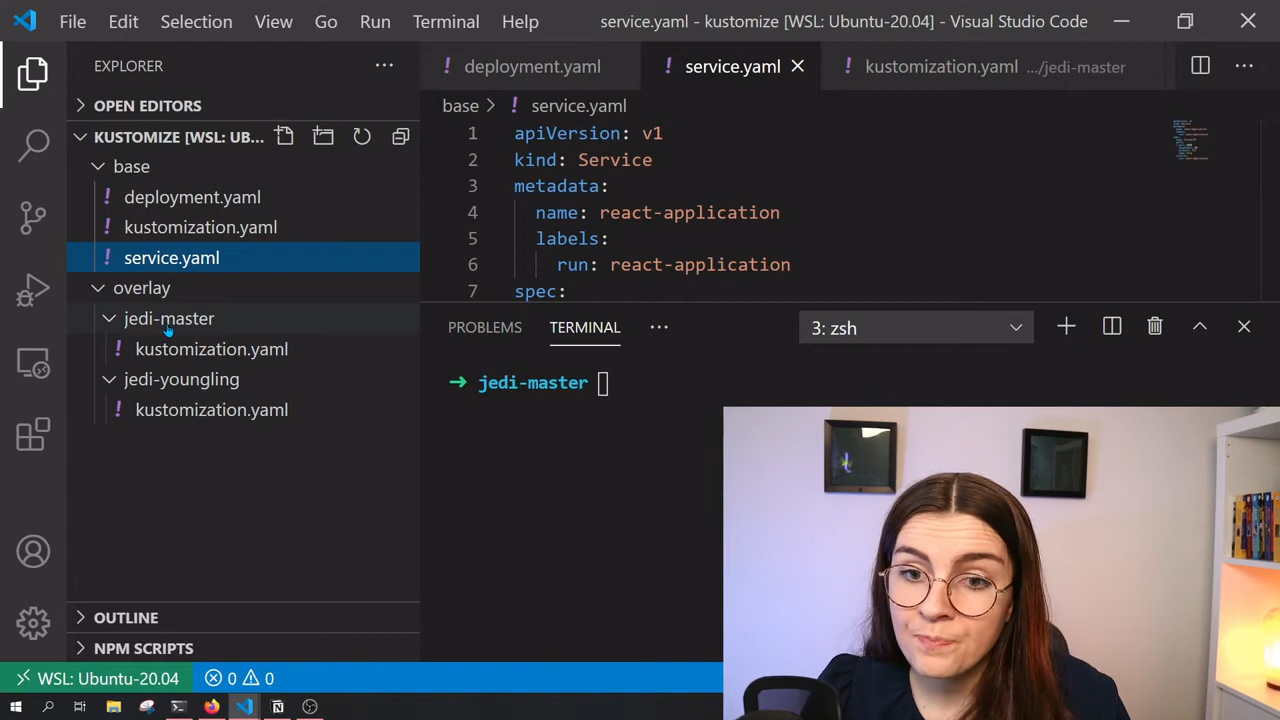 File Edit Selection View Go Run Terminal Help service.yaml - kustomize [WSL: Ubuntu-20.04] - Visual Studio Code
EXPLORER
OPEN EDITORS
KUSTOMIZE [WSL: UB...
base
deployment.yaml
kustomization.yaml
service.yaml
overlay
jedi-master
kustomization.yaml
jedi-youngling
kustomization.yaml
OUTLINE
NPM SCRIPTS
deployment.yaml service.yaml kustomization.yaml .../jedi-master
base > service.yaml
1 apiVersion: v1
2 kind: Service
3 metadata:
4 name: react-application
5 labels:
6 run: react-application
7 spec:
PROBLEMS TERMINAL ... 3: zsh
→ jedi-master
WSL: Ubuntu-20.04 0 0